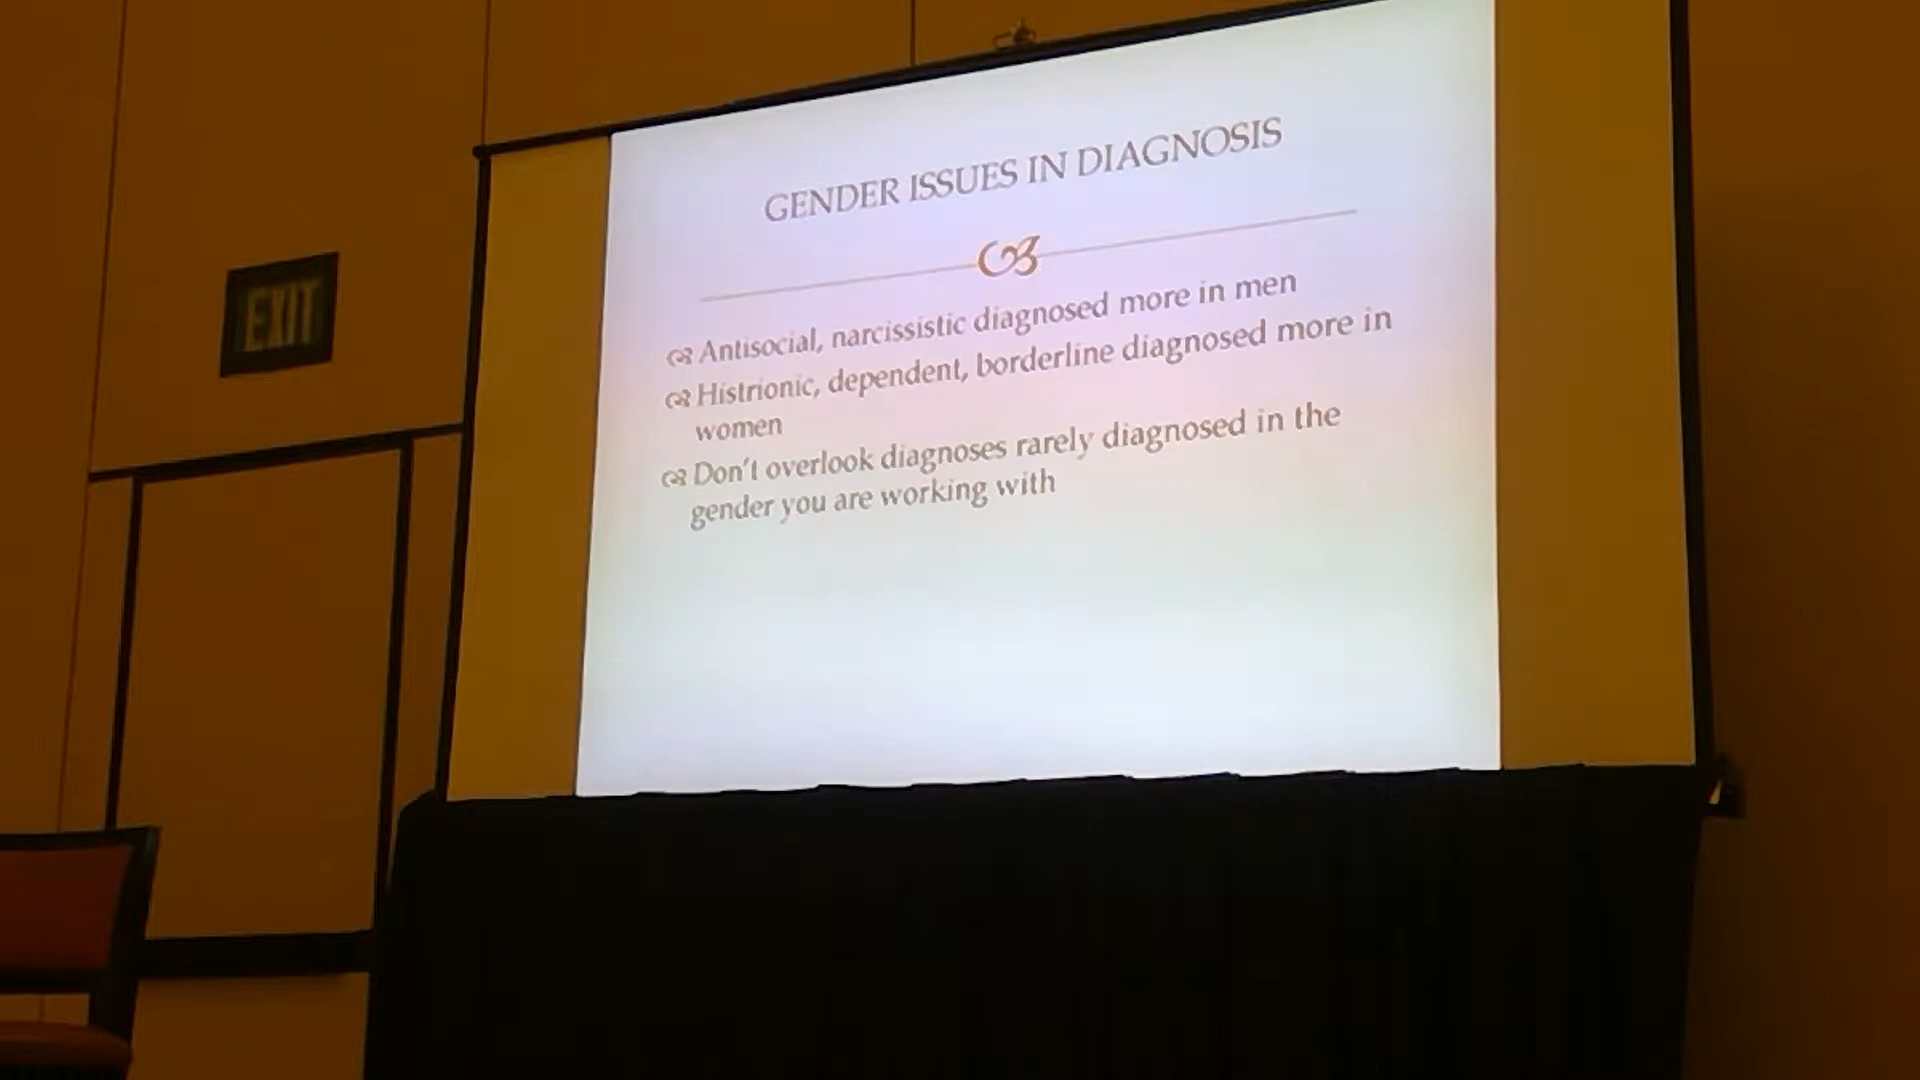 EXIT
GENDER ISSUES IN DIAGNOSIS
Antisocial, narcissistic diagnosed more in men
Histrionic, dependent, borderline diagnosed more in
women
Don't overlook diagnoses rarely diagnosed in the
gender you are working with